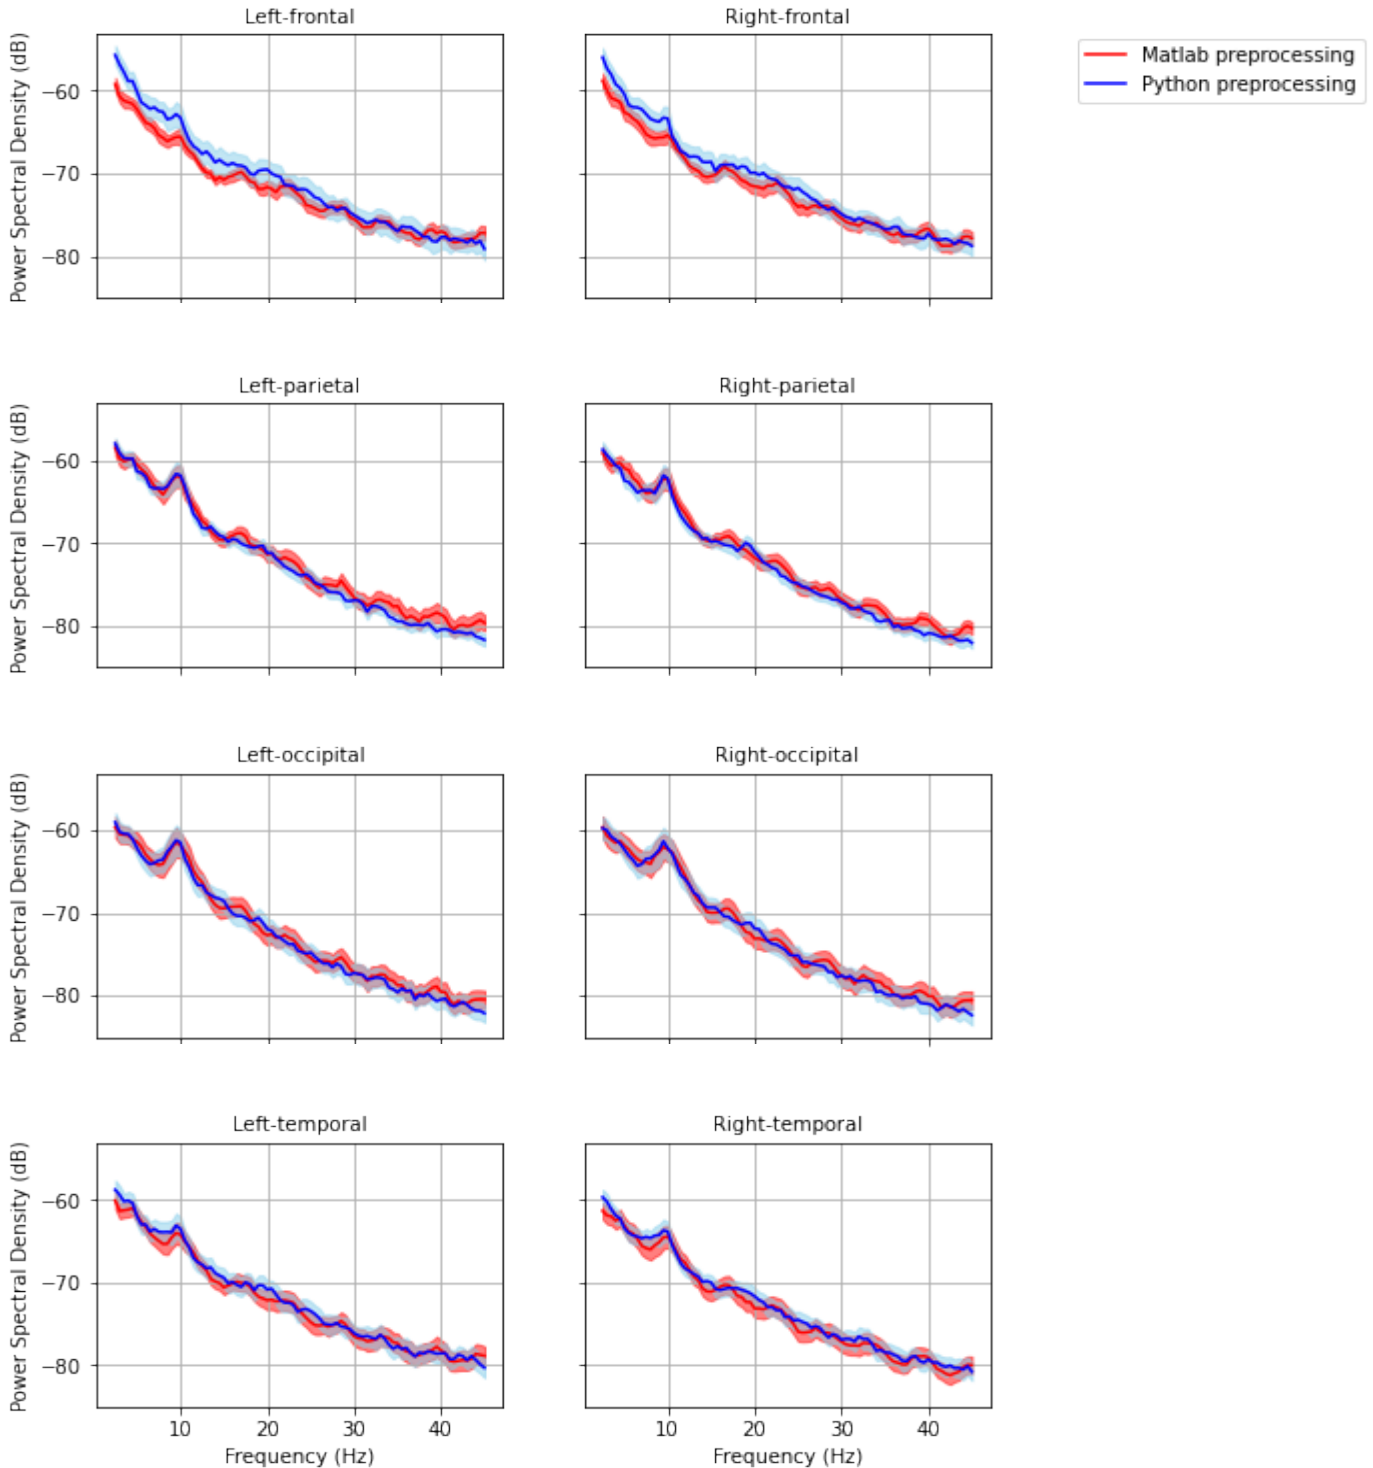 Left-frontal
Right-frontal
Matlab preprocessing
Python preprocessing
Power Spectral Density (dB)
−60
−70
−80
Left-parietal
Right-parietal
Power Spectral Density (dB)
−60
−70
−80
Left-occipital
Right-occipital
Power Spectral Density (dB)
−60
−70
−80
Left-temporal
Right-temporal
Power Spectral Density (dB)
−60
−70
−80
10 20 30 40
10 20 30 40
Frequency (Hz)
Frequency (Hz)